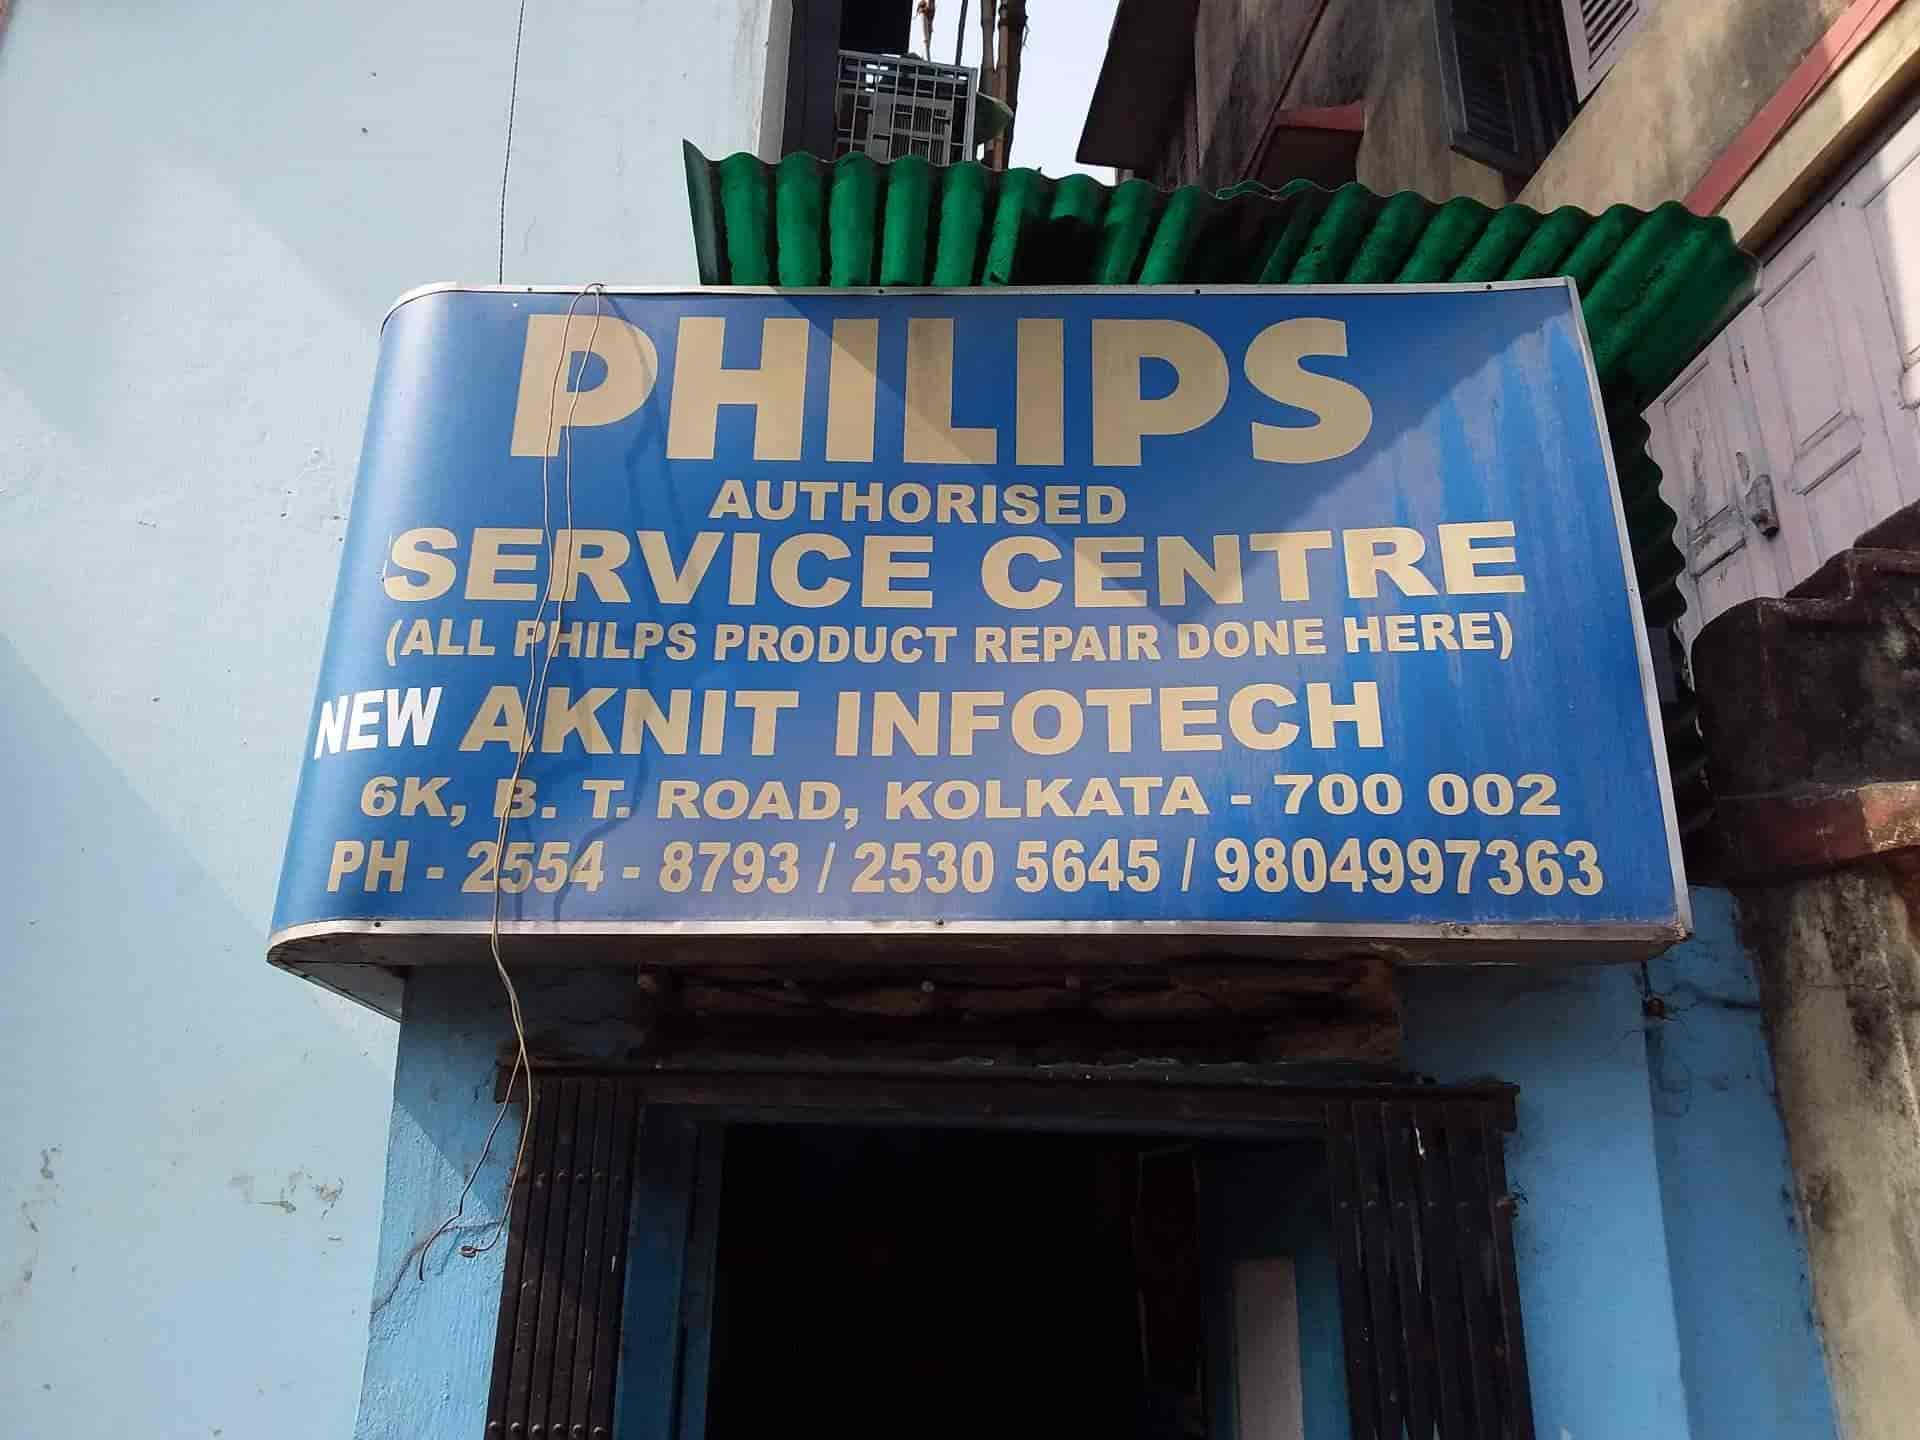 PHILIPS
AUTHORISED
SERVICE CENTRE
(ALL PHILPS PRODUCT REPAIR DONE HERE)
NEW AKNIT INFOTECH
6K, B. T. ROAD, KOLKATA - 700 002
PH - 2554 - 8793 / 2530 5645 / 9804997363